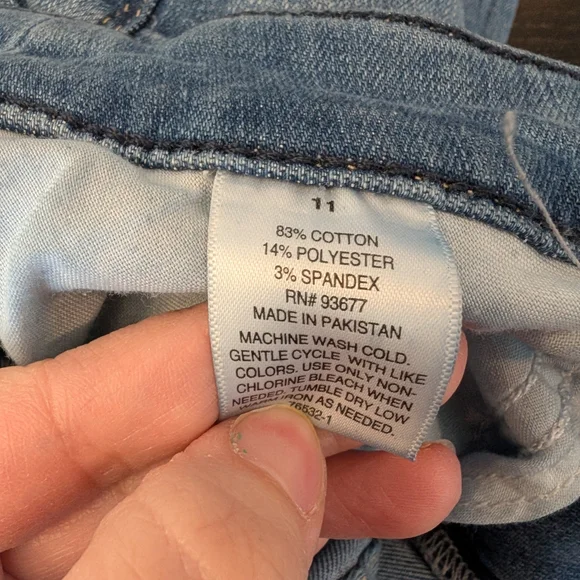 11
83% COTTON
14% POLYESTER
3% SPANDEX
RN# 93677
MADE IN PAKISTAN
MACHINE WASH COLD.
GENTLE CYCLE WITH LIKE
COLORS. USE ONLY NON-
CHLORINE BLEACH WHEN
NEEDED. TUMBLE DRY LOW
WARM IRON AS NEEDED.
76532-1